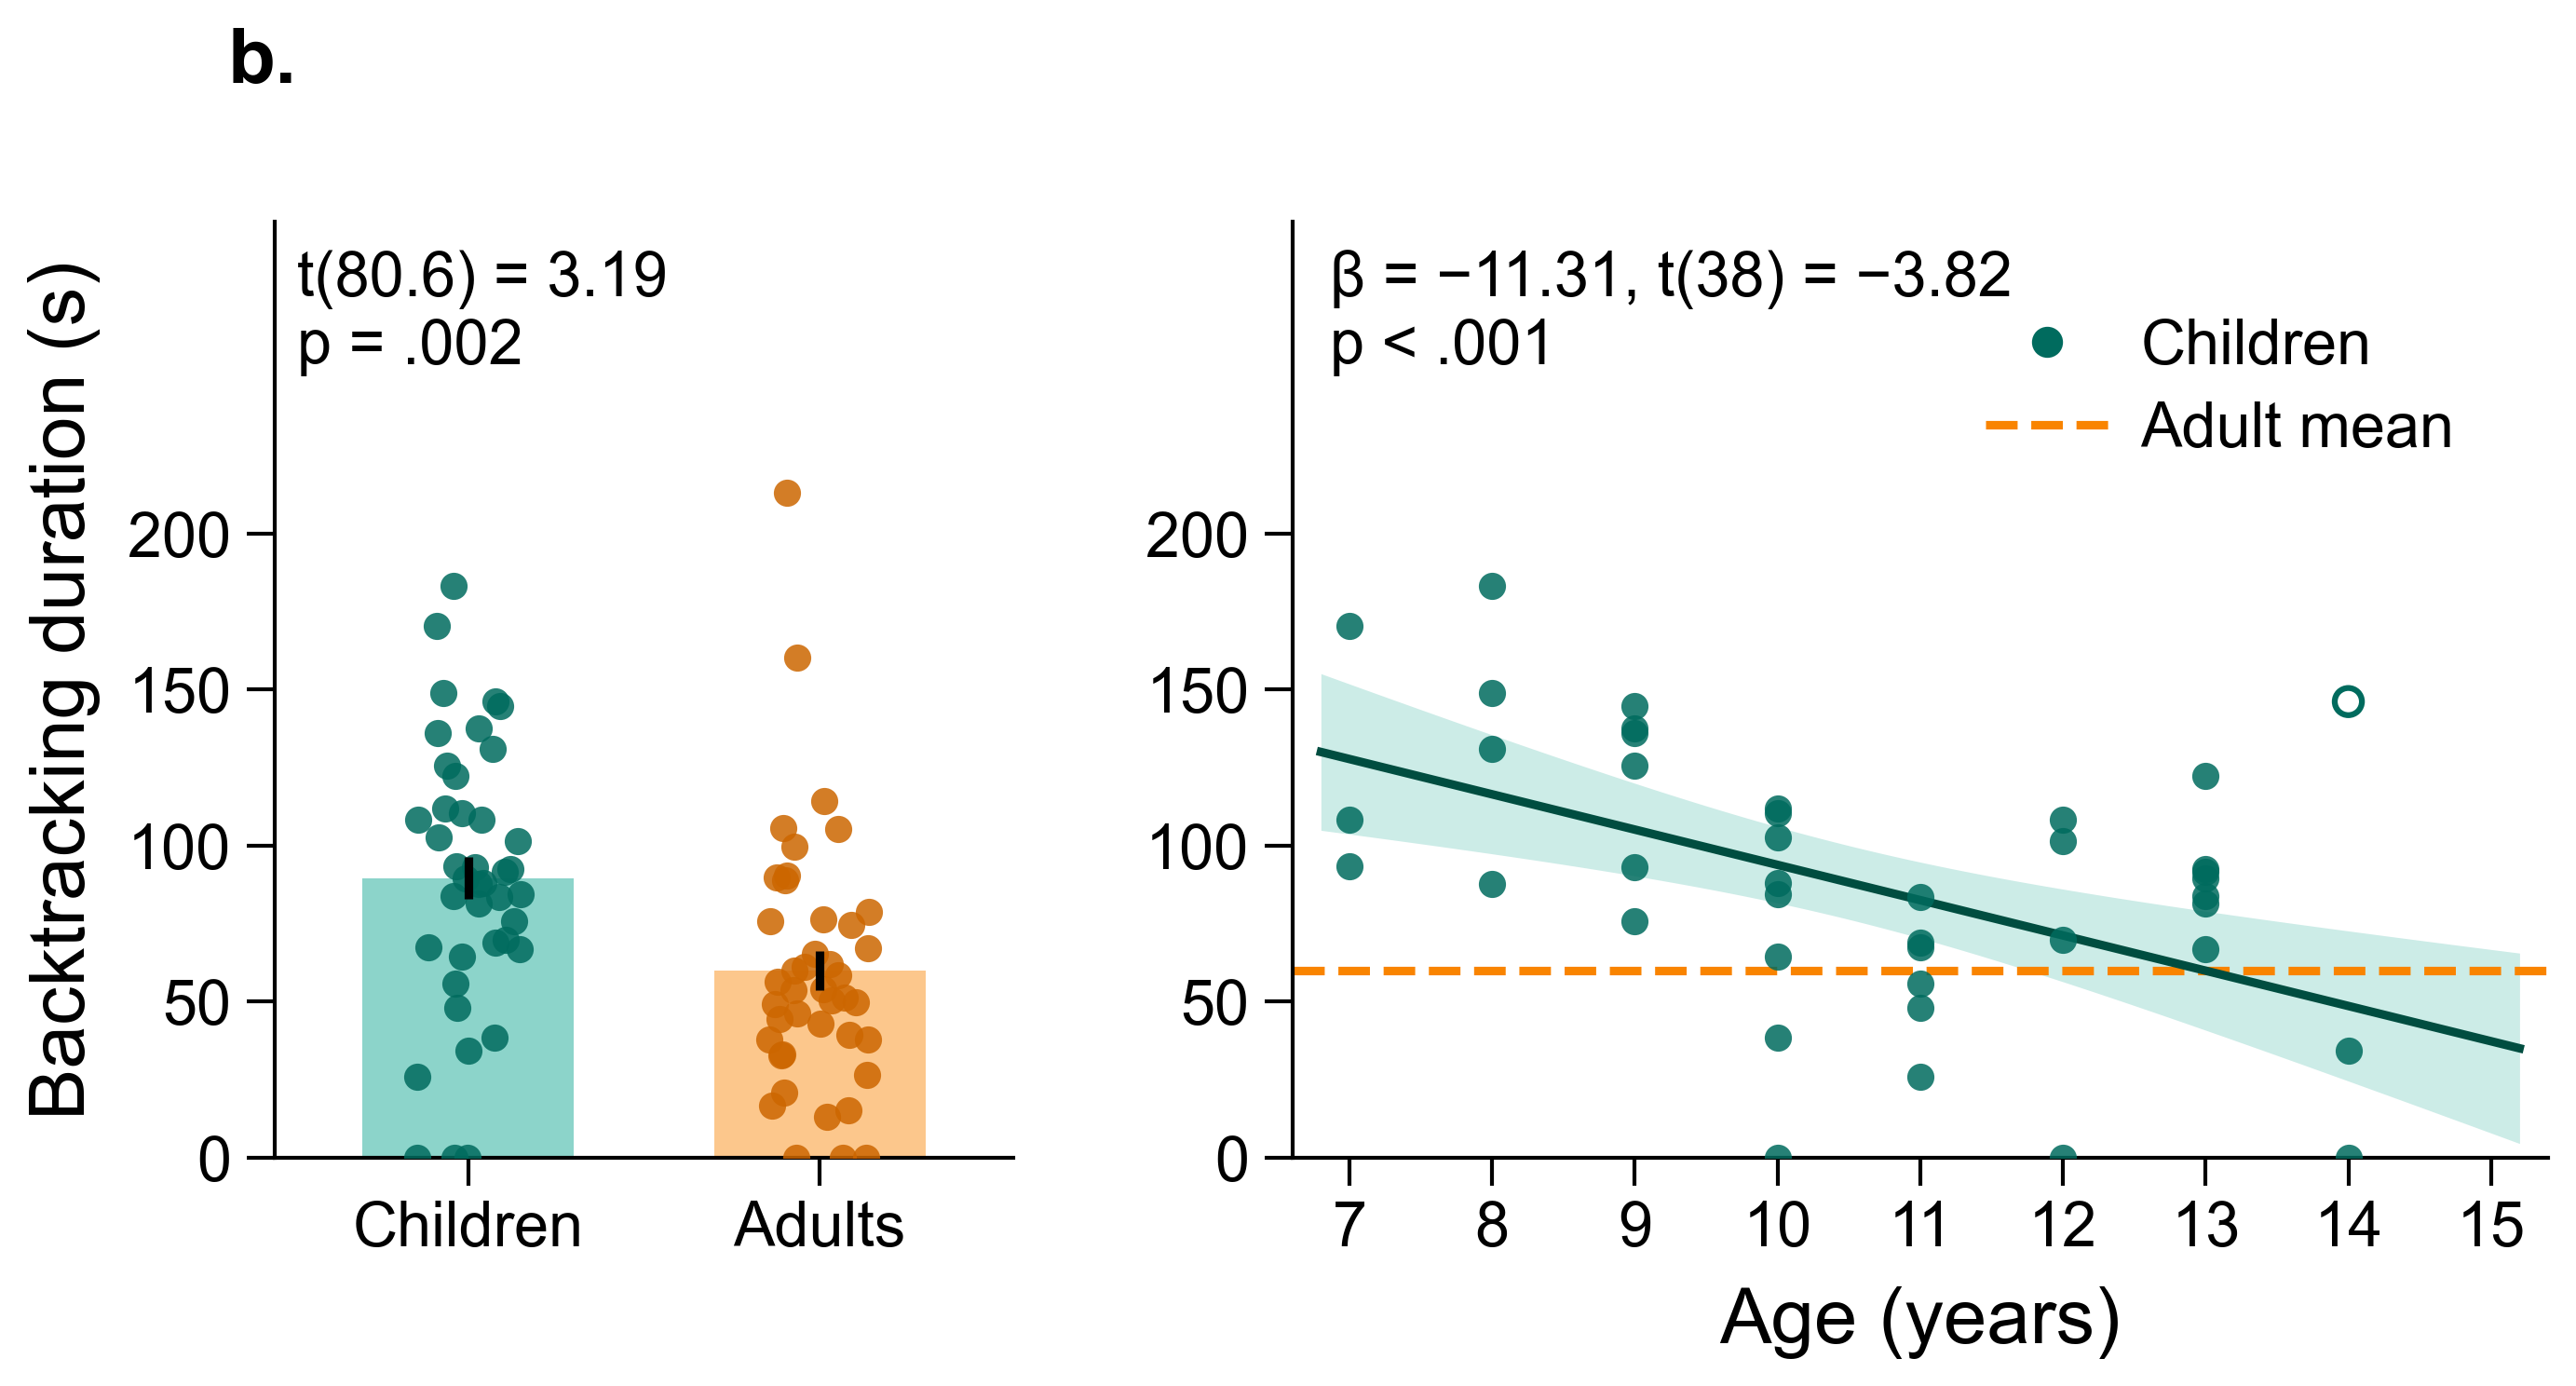 b.
Backtracking duration (s)
t(80.6) = 3.19
p = .002
200
150
100
50
0
Children
Adults
β = −11.31, t(38) = −3.82
p < .001
Children
Adult mean
200
150
100
50
0
7 8 9 10 11 12 13 14 15
Age (years)